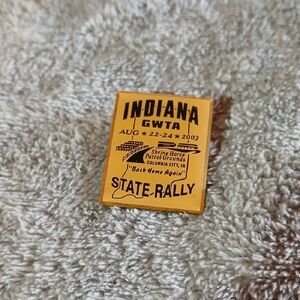 INDIANA
GWTA
AUG ★ 22-24 ★ 2003
Shrine Horse
Patrol Grounds
COLUMBIA CITY, IN
"Back Home Again"
STATE RALLY